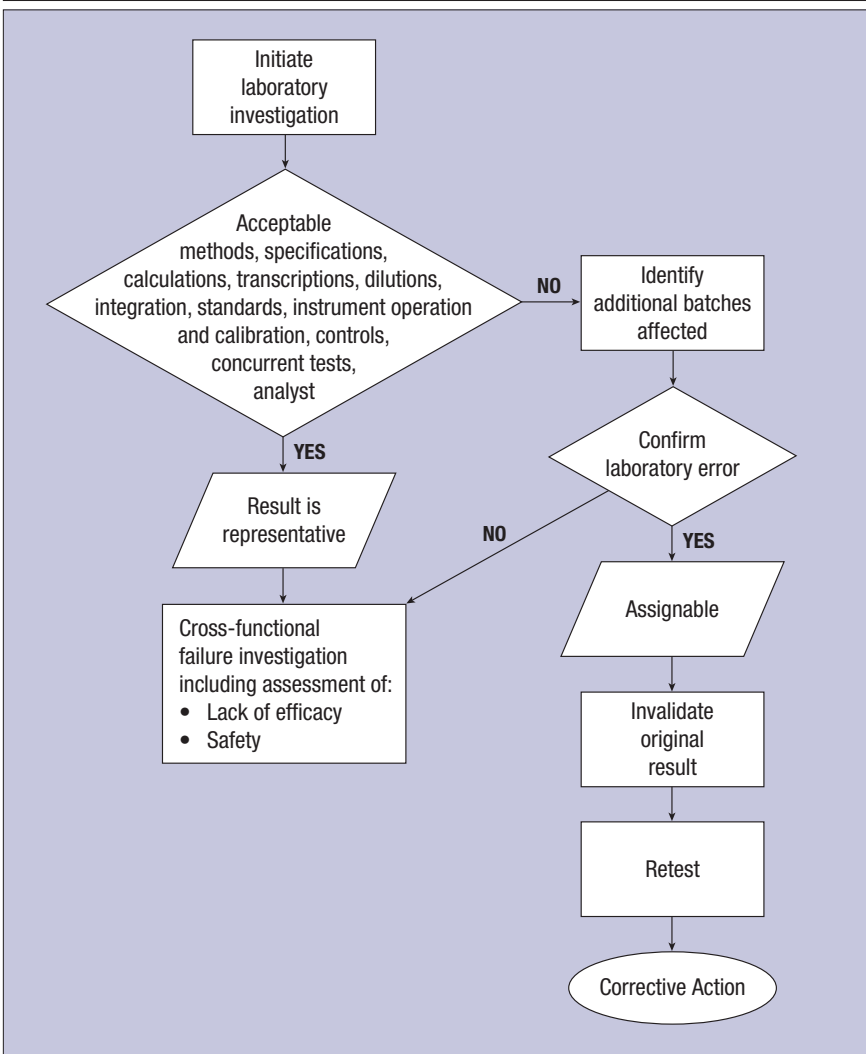 Initiate
laboratory
investigation
Acceptable
methods, specifications,
calculations, transcriptions, dilutions,
integration, standards, instrument operation
and calibration, controls,
concurrent tests,
analyst
NO
Identify
additional batches
affected
YES
Confirm
laboratory error
Result is
representative
NO
YES
Assignable
Cross-functional
failure investigation
including assessment of:
• Lack of efficacy
• Safety
Invalidate
original
result
Retest
Corrective Action